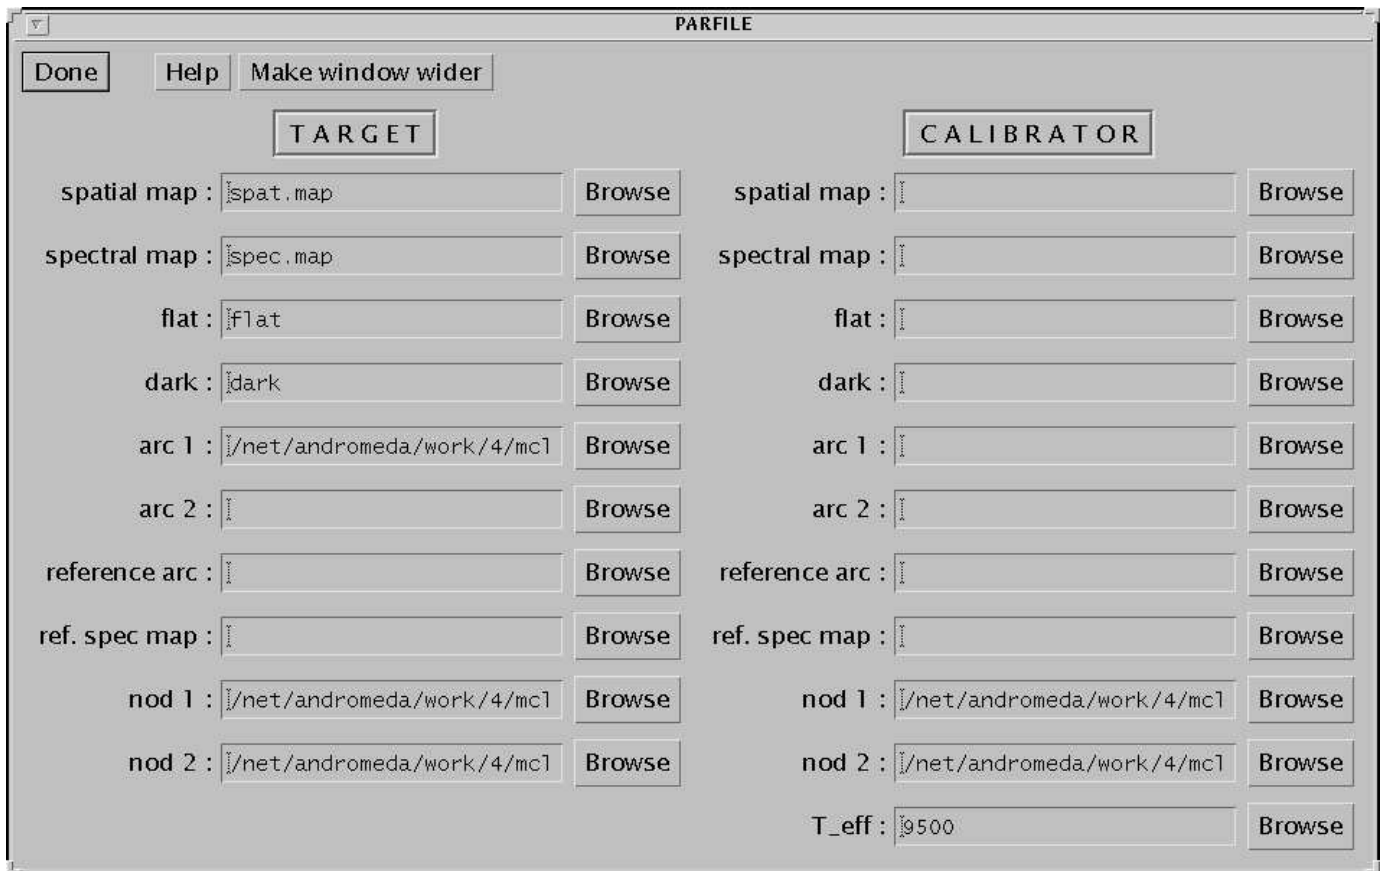 PARFILE
Done Help Make window wider
TARGET CALIBRATOR
spatial map : spat.map Browse spatial map : Browse
spectral map : spec.map Browse spectral map : Browse
flat : flat Browse flat : Browse
dark : dark Browse dark : Browse
arc 1 : /net/andromeda/work/4/mcl Browse arc 1 : Browse
arc 2 : Browse arc 2 : Browse
reference arc : Browse reference arc : Browse
ref. spec map : Browse ref. spec map : Browse
nod 1 : /net/andromeda/work/4/mcl Browse nod 1 : /net/andromeda/work/4/mcl Browse
nod 2 : /net/andromeda/work/4/mcl Browse nod 2 : /net/andromeda/work/4/mcl Browse
T_eff : 9500 Browse